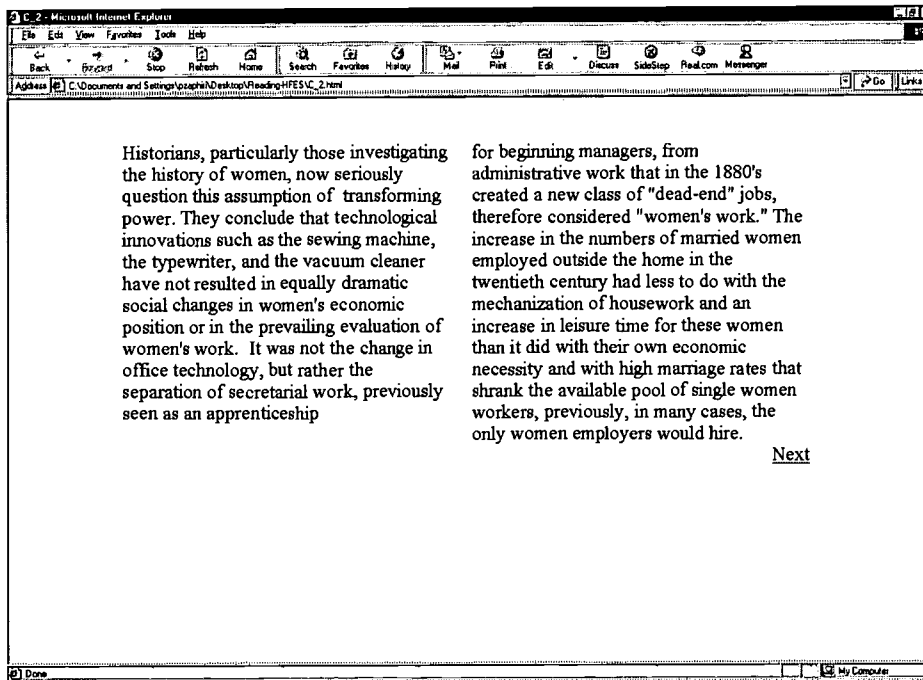 C_2 - Microsoft Internet Explorer
File Edit View Favorites Tools Help
Back Forward Stop Refresh Home Search Favorites History Mail Print Edit Discuss SideStep Real.com Messenger
Address C:\Documents and Settings\pzaphiri\Desktop\Reading-HFES\C_2.html Go Links
Historians, particularly those investigating
the history of women, now seriously
question this assumption of transforming
power. They conclude that technological
innovations such as the sewing machine,
the typewriter, and the vacuum cleaner
have not resulted in equally dramatic
social changes in women's economic
position or in the prevailing evaluation of
women's work. It was not the change in
office technology, but rather the
separation of secretarial work, previously
seen as an apprenticeship
for beginning managers, from
administrative work that in the 1880's
created a new class of "dead-end" jobs,
therefore considered "women's work." The
increase in the numbers of married women
employed outside the home in the
twentieth century had less to do with the
mechanization of housework and an
increase in leisure time for these women
than it did with their own economic
necessity and with high marriage rates that
shrank the available pool of single women
workers, previously, in many cases, the
only women employers would hire.
Next
Done My Computer